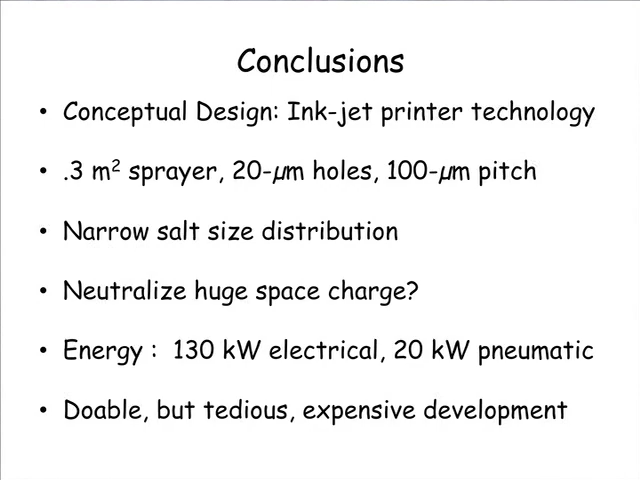 Conclusions
• Conceptual Design: Ink-jet printer technology
• .3 m² sprayer, 20-µm holes, 100-µm pitch
• Narrow salt size distribution
• Neutralize huge space charge?
• Energy : 130 kW electrical, 20 kW pneumatic
• Doable, but tedious, expensive development